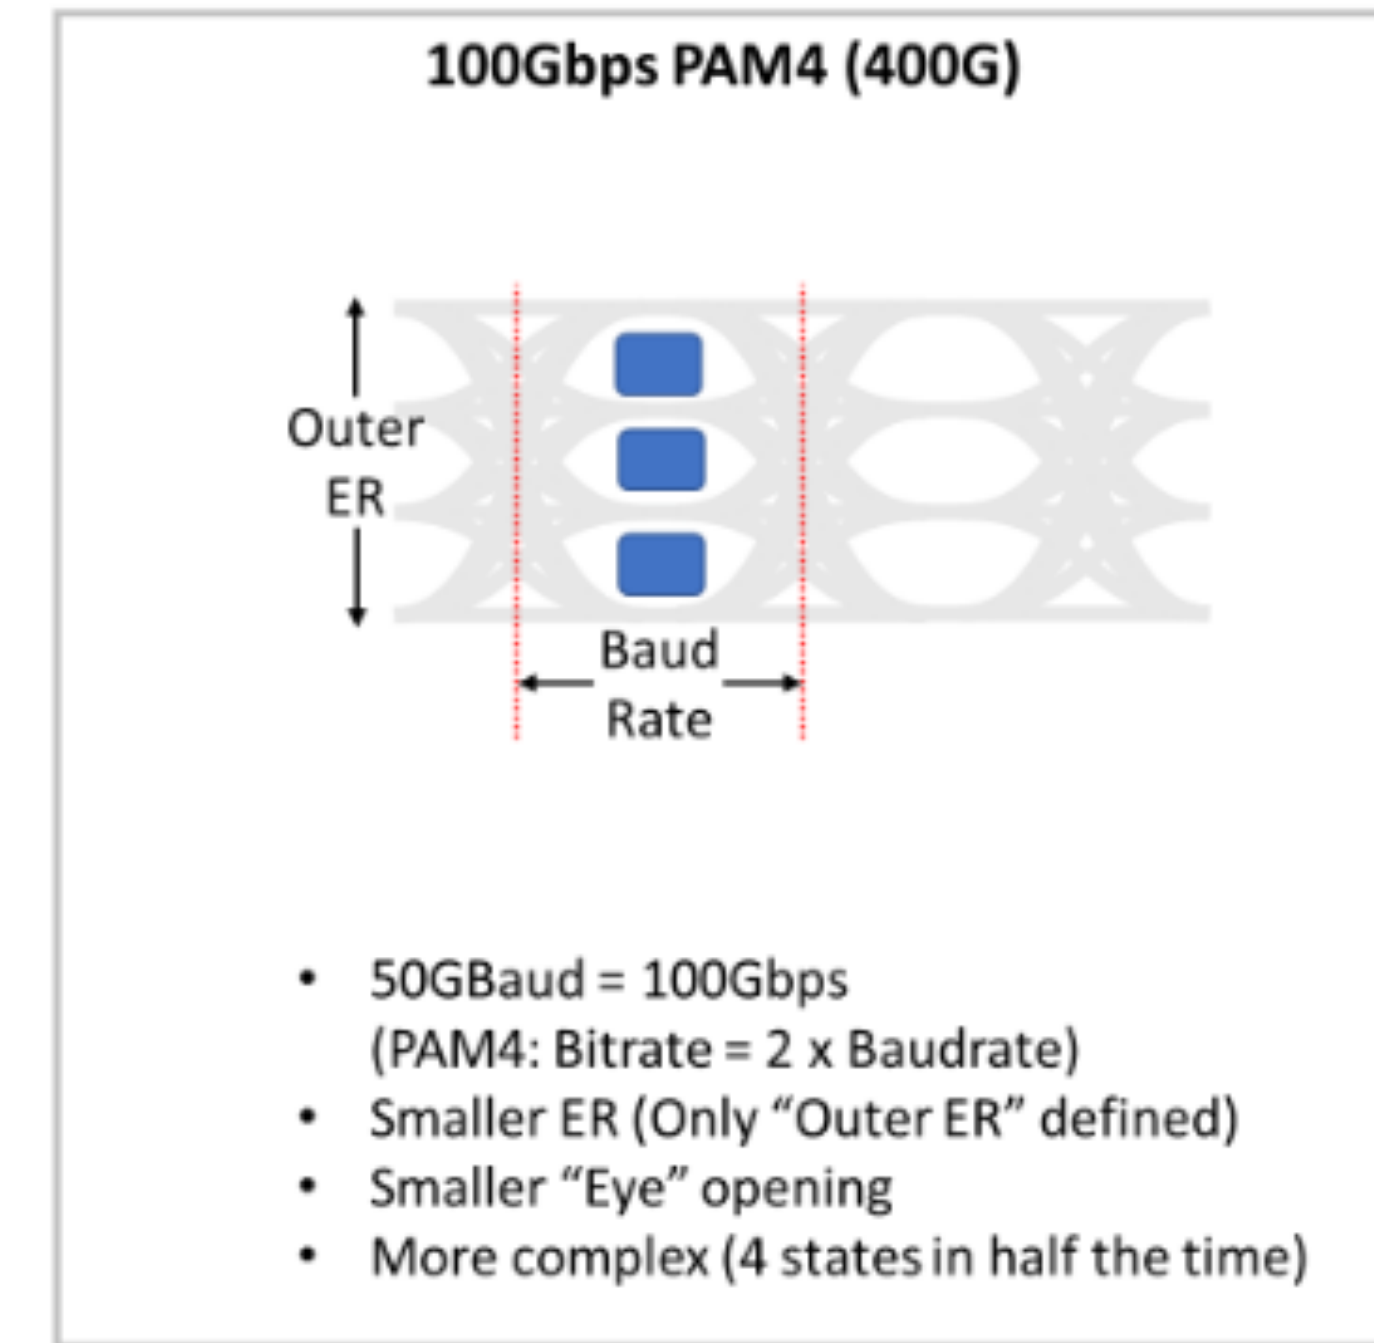 100Gbps PAM4 (400G)
Outer
ER
Baud
Rate
• 50GBaud = 100Gbps
(PAM4: Bitrate = 2 x Baudrate)
• Smaller ER (Only “Outer ER” defined)
• Smaller “Eye” opening
• More complex (4 states in half the time)